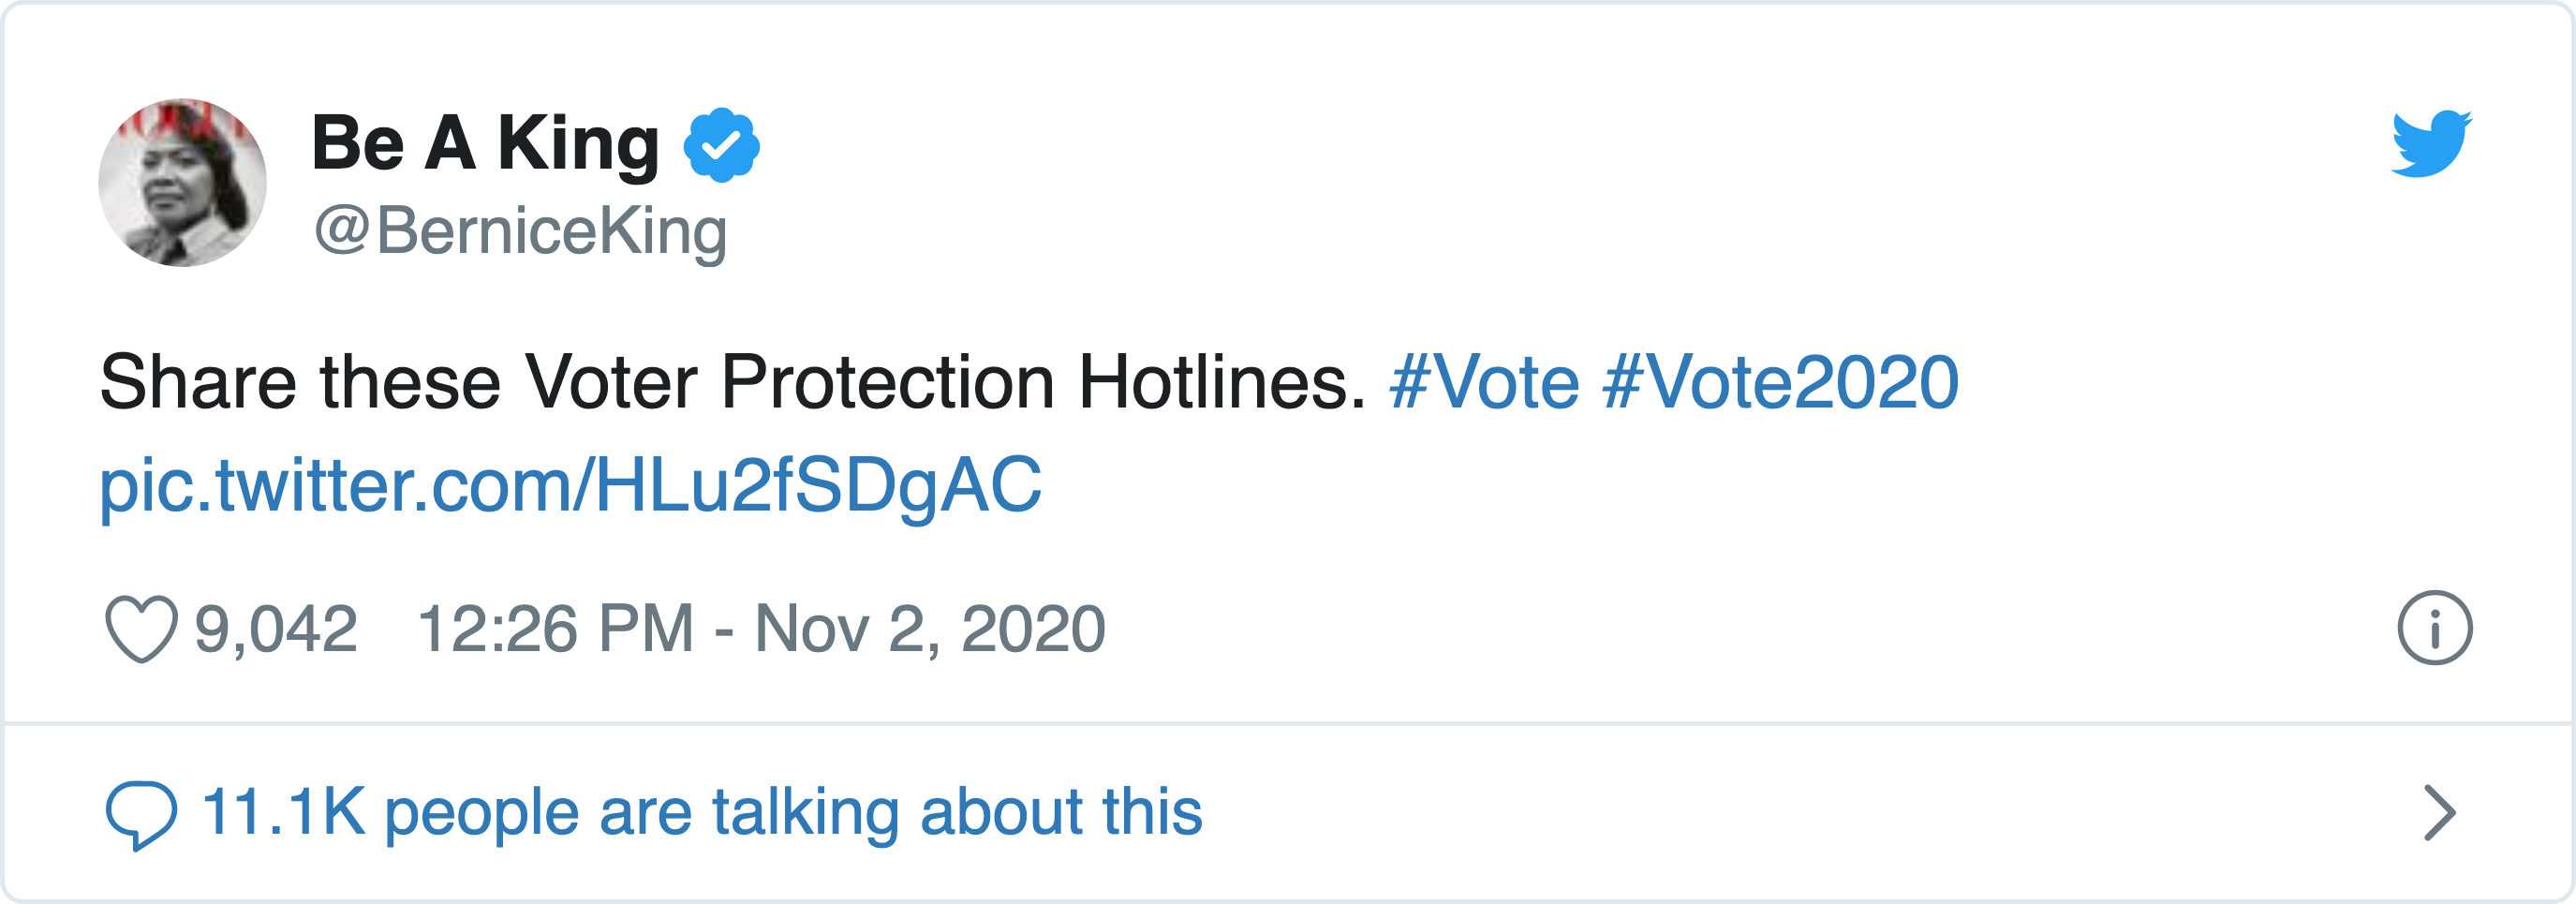 Be A King
@BerniceKing
Share these Voter Protection Hotlines. #Vote #Vote2020
pic.twitter.com/HLu2fSDgAC
9,042 12:26 PM - Nov 2, 2020
11.1K people are talking about this